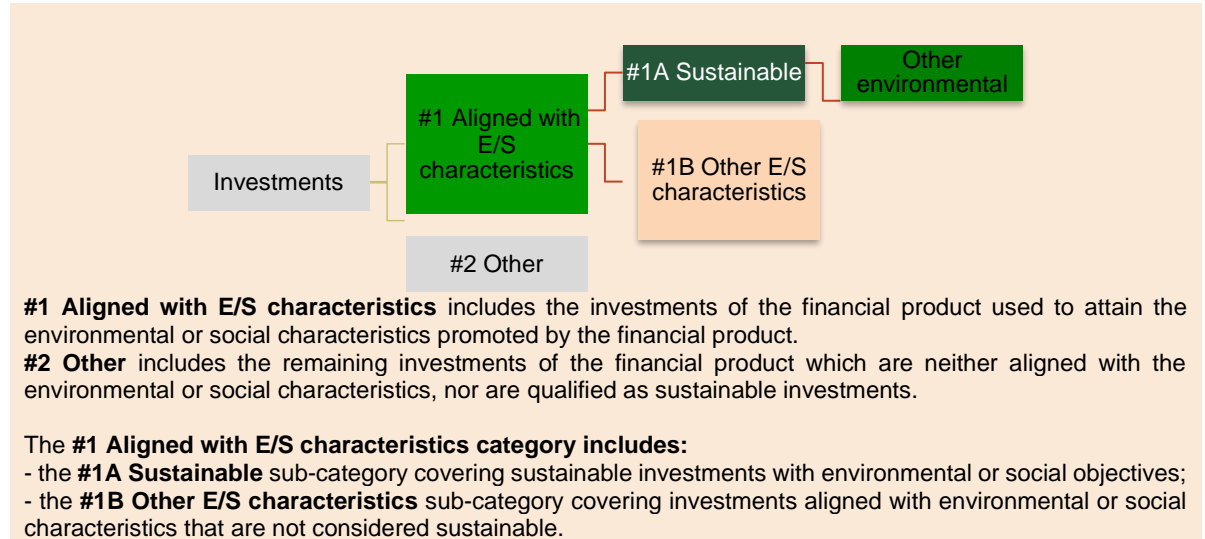 #1A Sustainable
Other
environmental
#1 Aligned with
E/S
characteristics
#1B Other E/S
characteristics
Investments
#2 Other
#1 Aligned with E/S characteristics includes the investments of the financial product used to attain the
environmental or social characteristics promoted by the financial product.
#2 Other includes the remaining investments of the financial product which are neither aligned with the
environmental or social characteristics, nor are qualified as sustainable investments.
The #1 Aligned with E/S characteristics category includes:
- the #1A Sustainable sub-category covering sustainable investments with environmental or social objectives;
- the #1B Other E/S characteristics sub-category covering investments aligned with environmental or social
characteristics that are not considered sustainable.